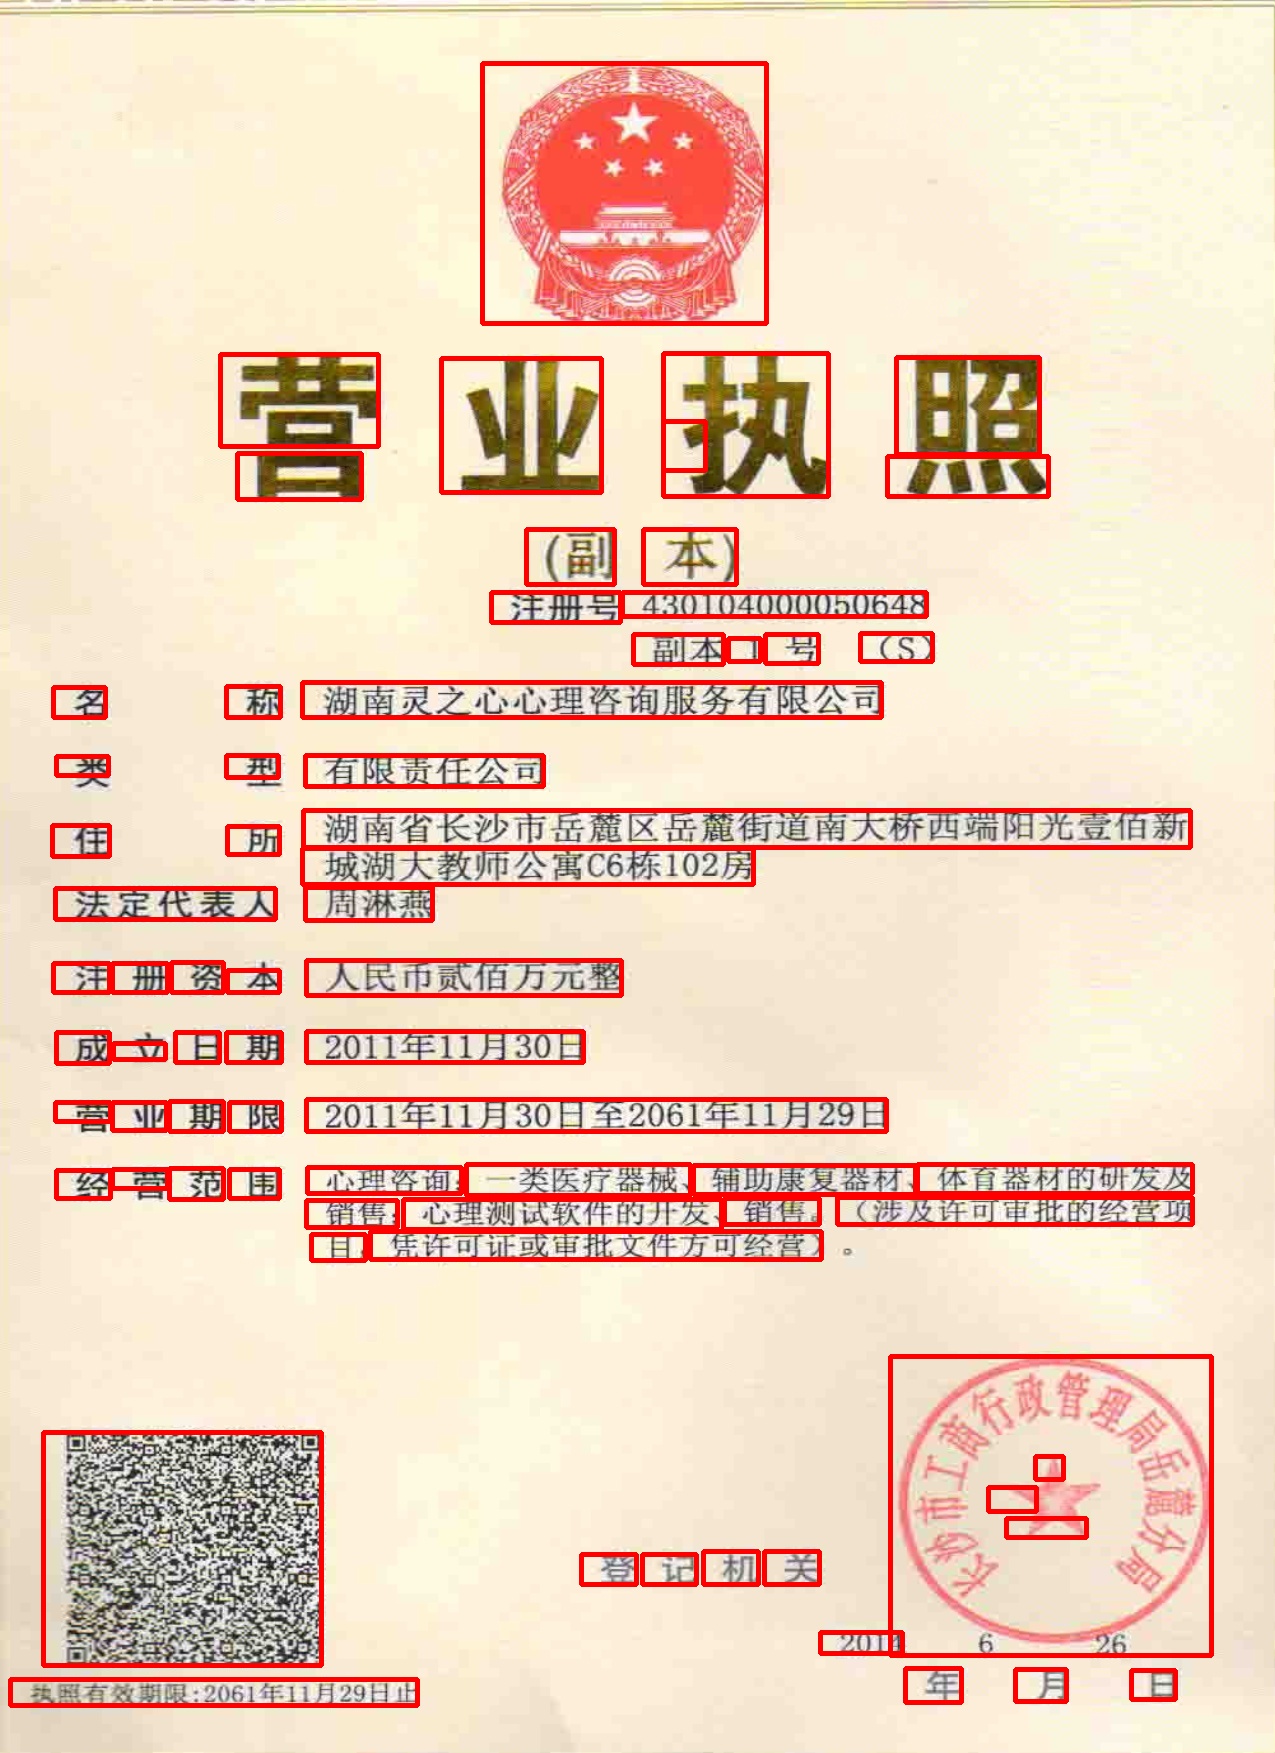 营业执照
(副 本)
注册号 430104000050648
副本 1 号 (S)
名 称 湖南灵之心心理咨询服务有限公司
类 型 有限责任公司
住 所 湖南省长沙市岳麓区岳麓街道南大桥西端阳光壹佰新
城湖大教师公寓C6栋102房
法定代表人 周淋燕
注册资本 人民币贰佰万元整
成立日期 2011年11月30日
营业期限 2011年11月30日至2061年11月29日
经营范围 心理咨询;一类医疗器械、辅助康复器材、体育器材的研发及
销售;心理测试软件的开发、销售。(涉及许可审批的经营项
目,凭许可证或审批文件方可经营)。
长沙市工商行政管理局岳麓分局
登记机关
2014 6 26
年 月 日
执照有效期限:2061年11月29日止